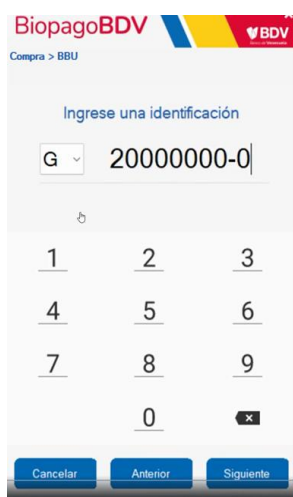 BiopagoBDV
BDV
Banco de Venezuela
Compra > BBU
Ingrese una identificación
G 20000000-0
1 2 3
4 5 6
7 8 9
0 x
Cancelar Anterior Siguiente